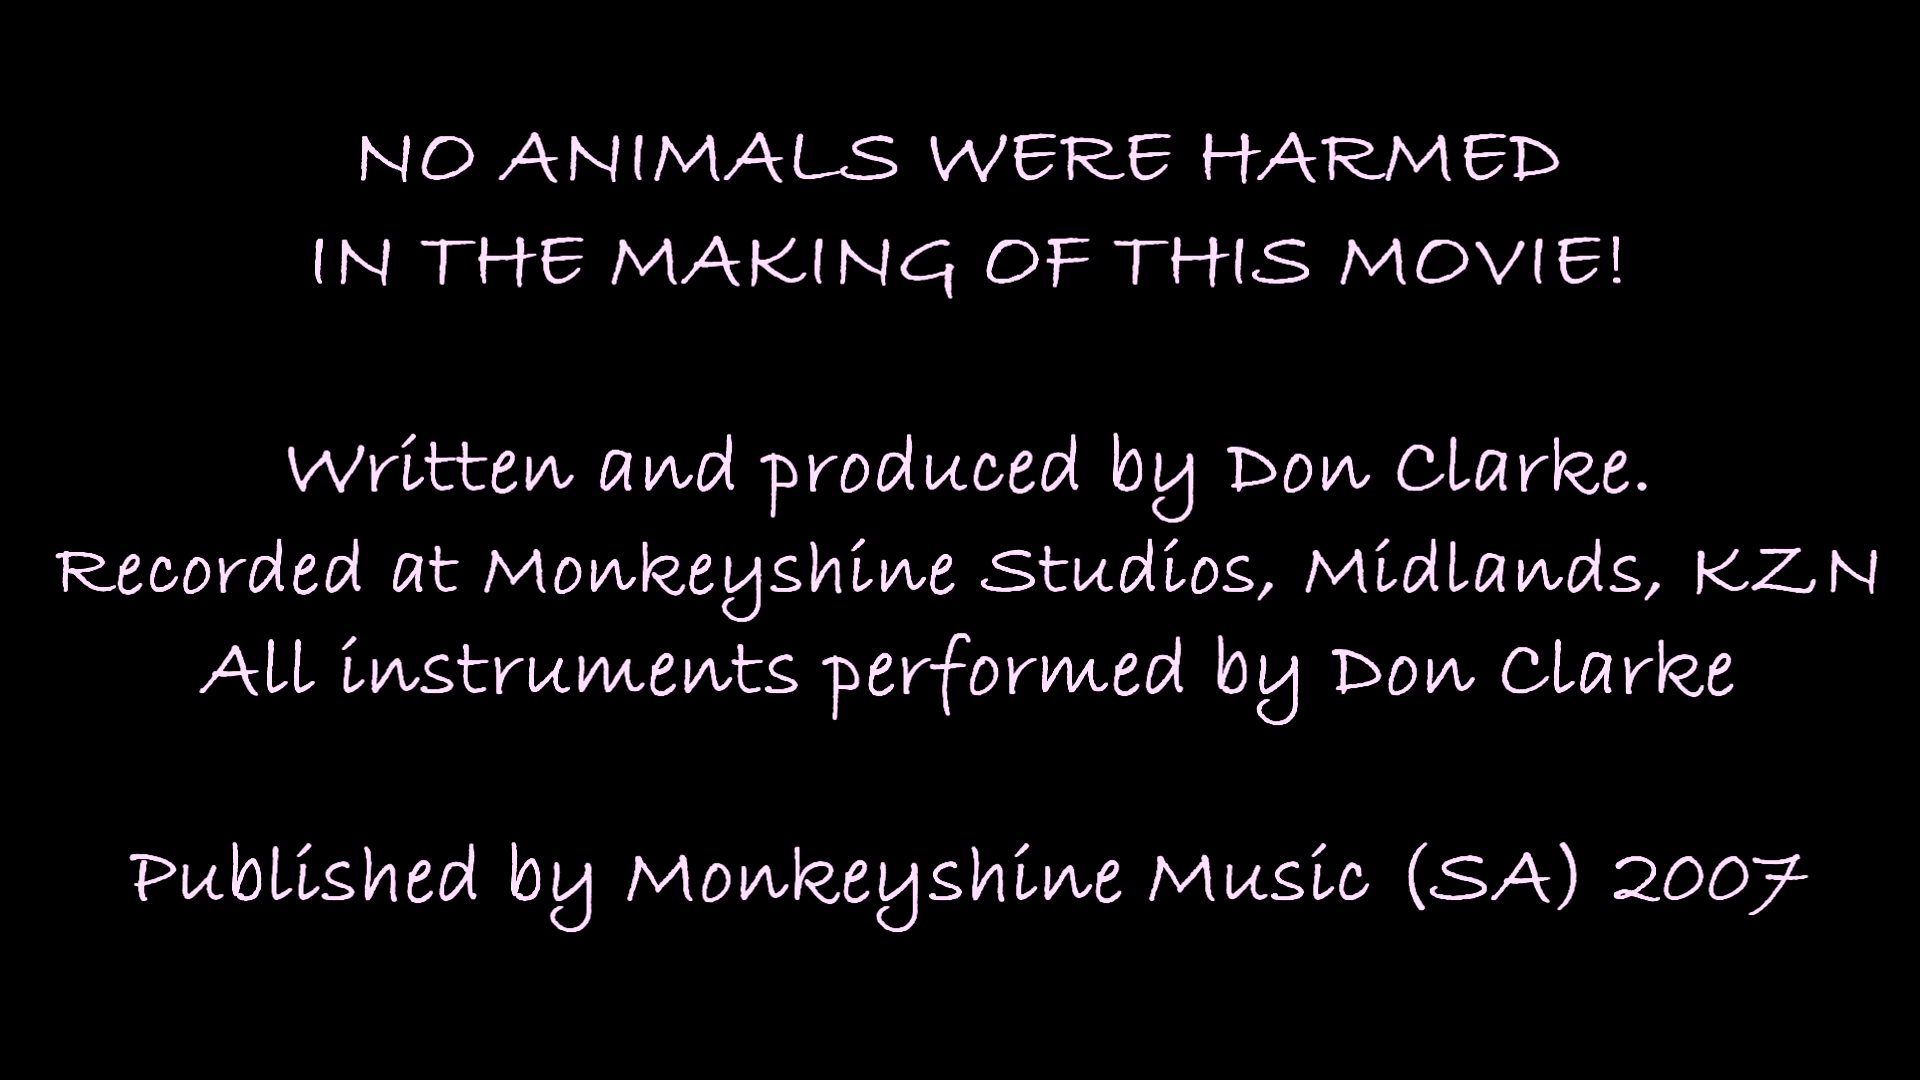 NO ANIMALS WERE HARMED
IN THE MAKING OF THIS MOVIE!
Written and produced by Don Clarke.
Recorded at Monkeyshine Studios, Midlands, KZN
All instruments performed by Don Clarke
Published by Monkeyshine Music (SA) 2007